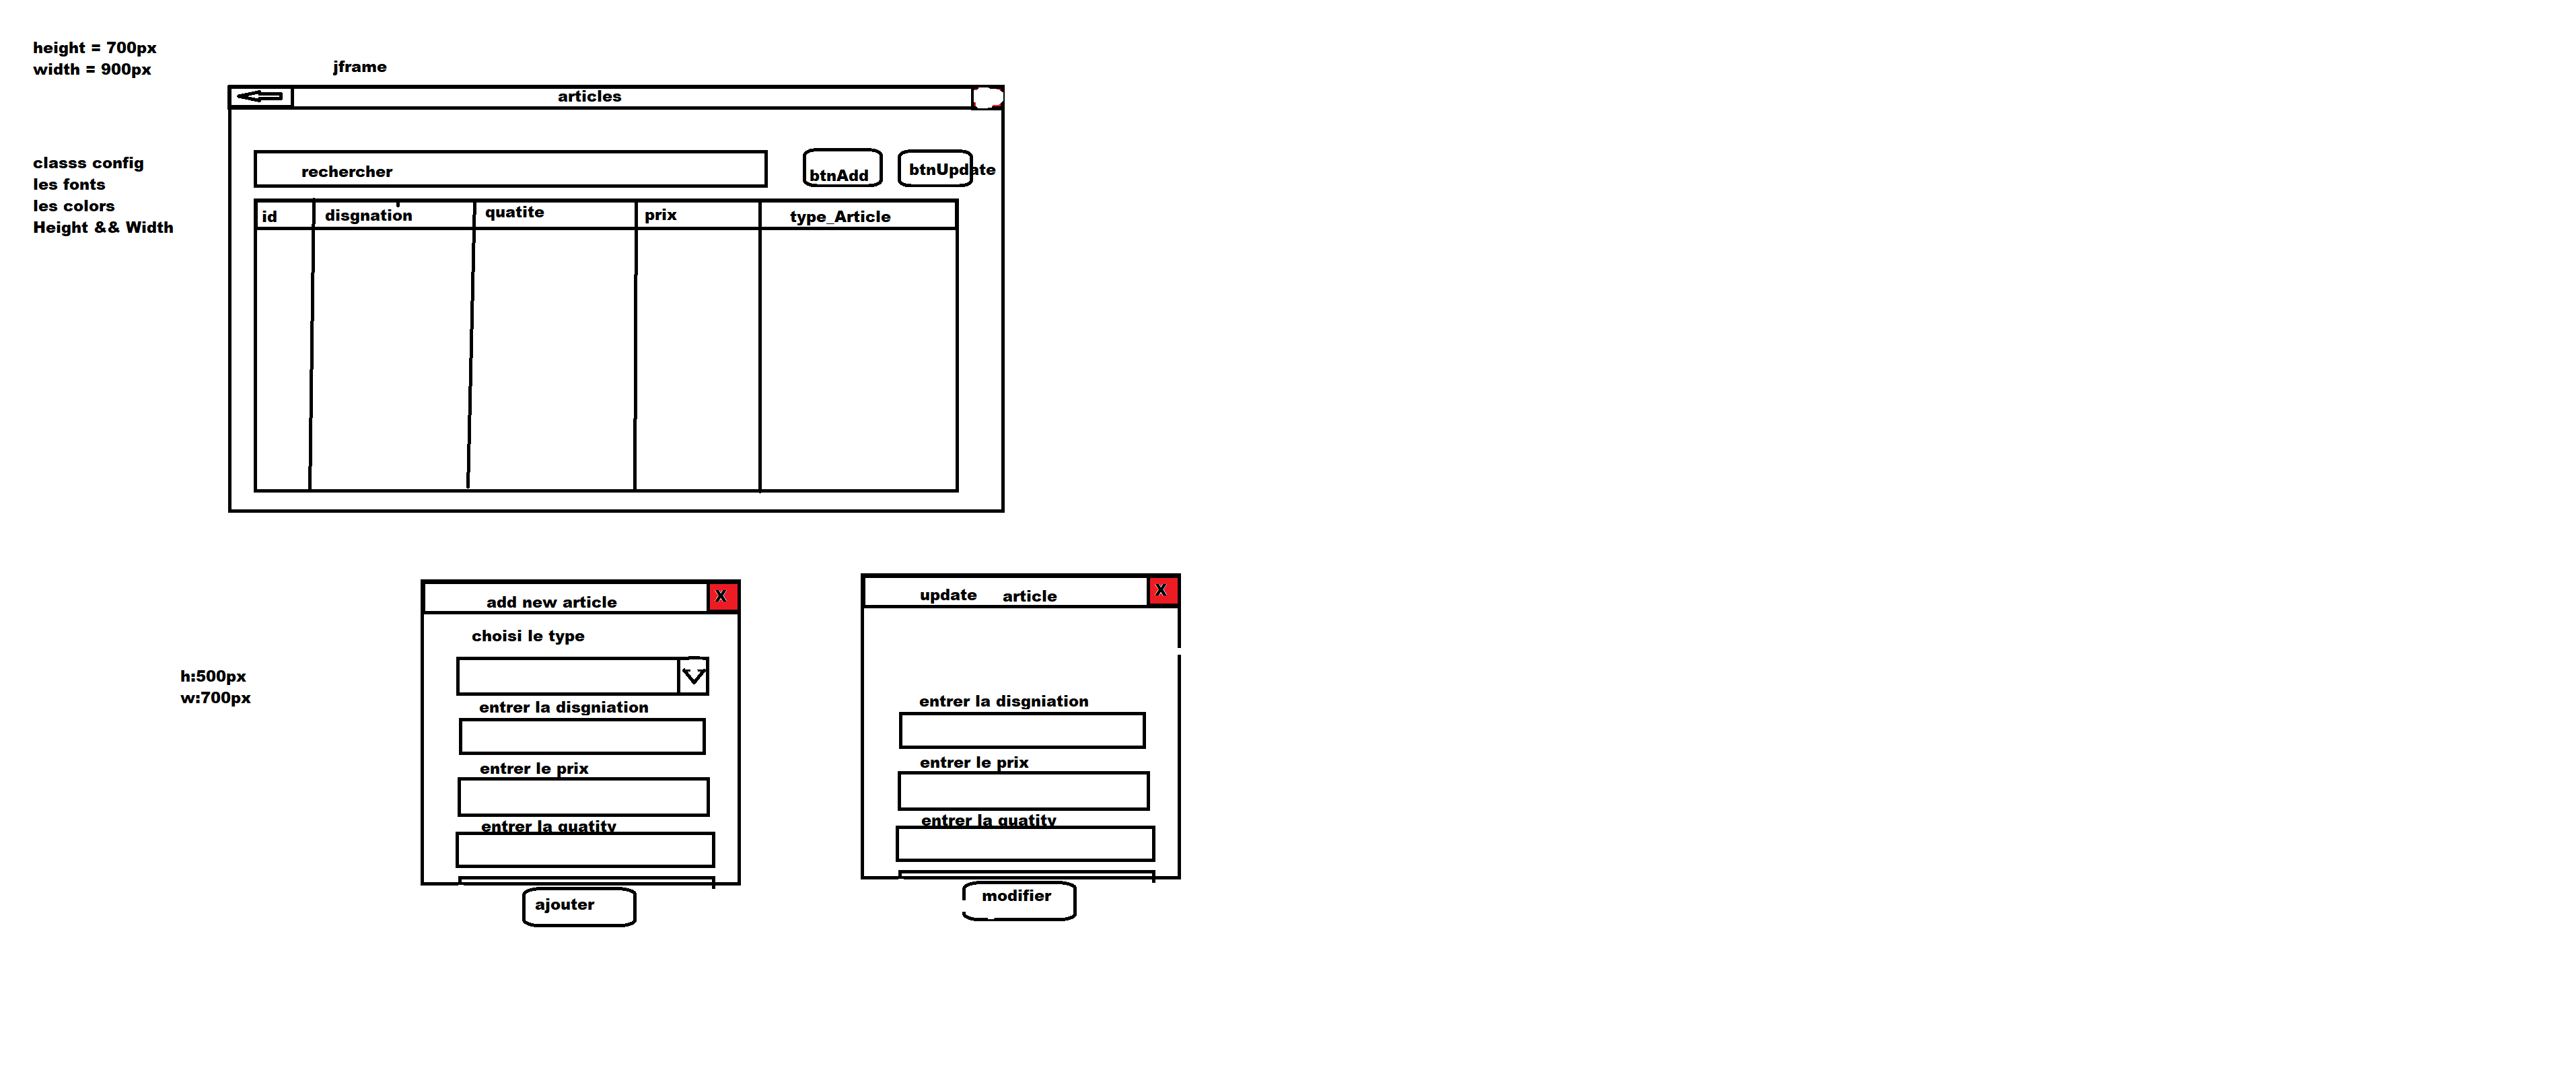 height = 700px
width = 900px
jframe
articles
classs config
les fonts
les colors
Height && Width
rechercher
btnAdd
btnUpdate
id
disgnation
quatite
prix
type_Article
add new article
X
choisi le type
entrer la disgniation
entrer le prix
entrer la quatity
ajouter
update article
X
entrer la disgniation
entrer le prix
entrer la quatity
modifier
h:500px
w:700px